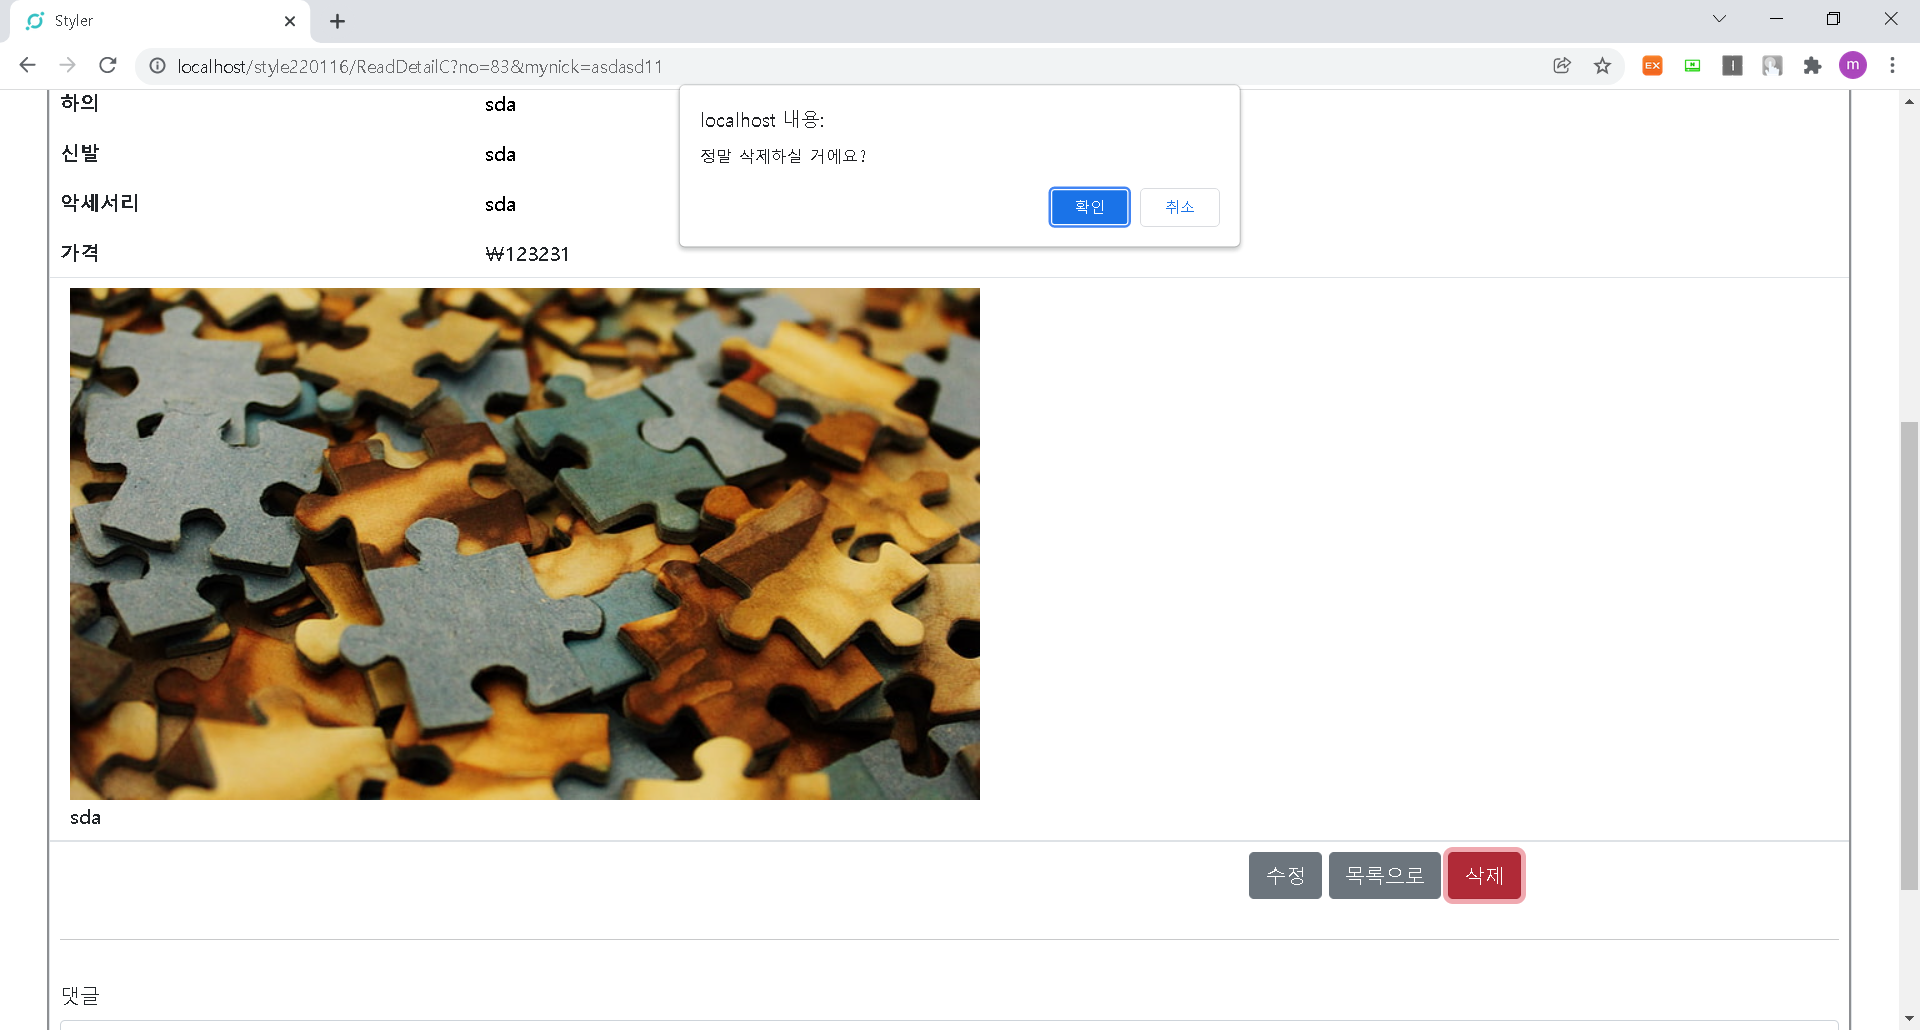 Styler
localhost/style220116/ReadDetailC?no=83&mynick=asdasd11
EX
m
localhost 내용:
정말 삭제하실 거에요?
확인
취소
하의 sda
신발 sda
악세서리 sda
가격 ₩123231
sda
수정 목록으로 삭제
댓글